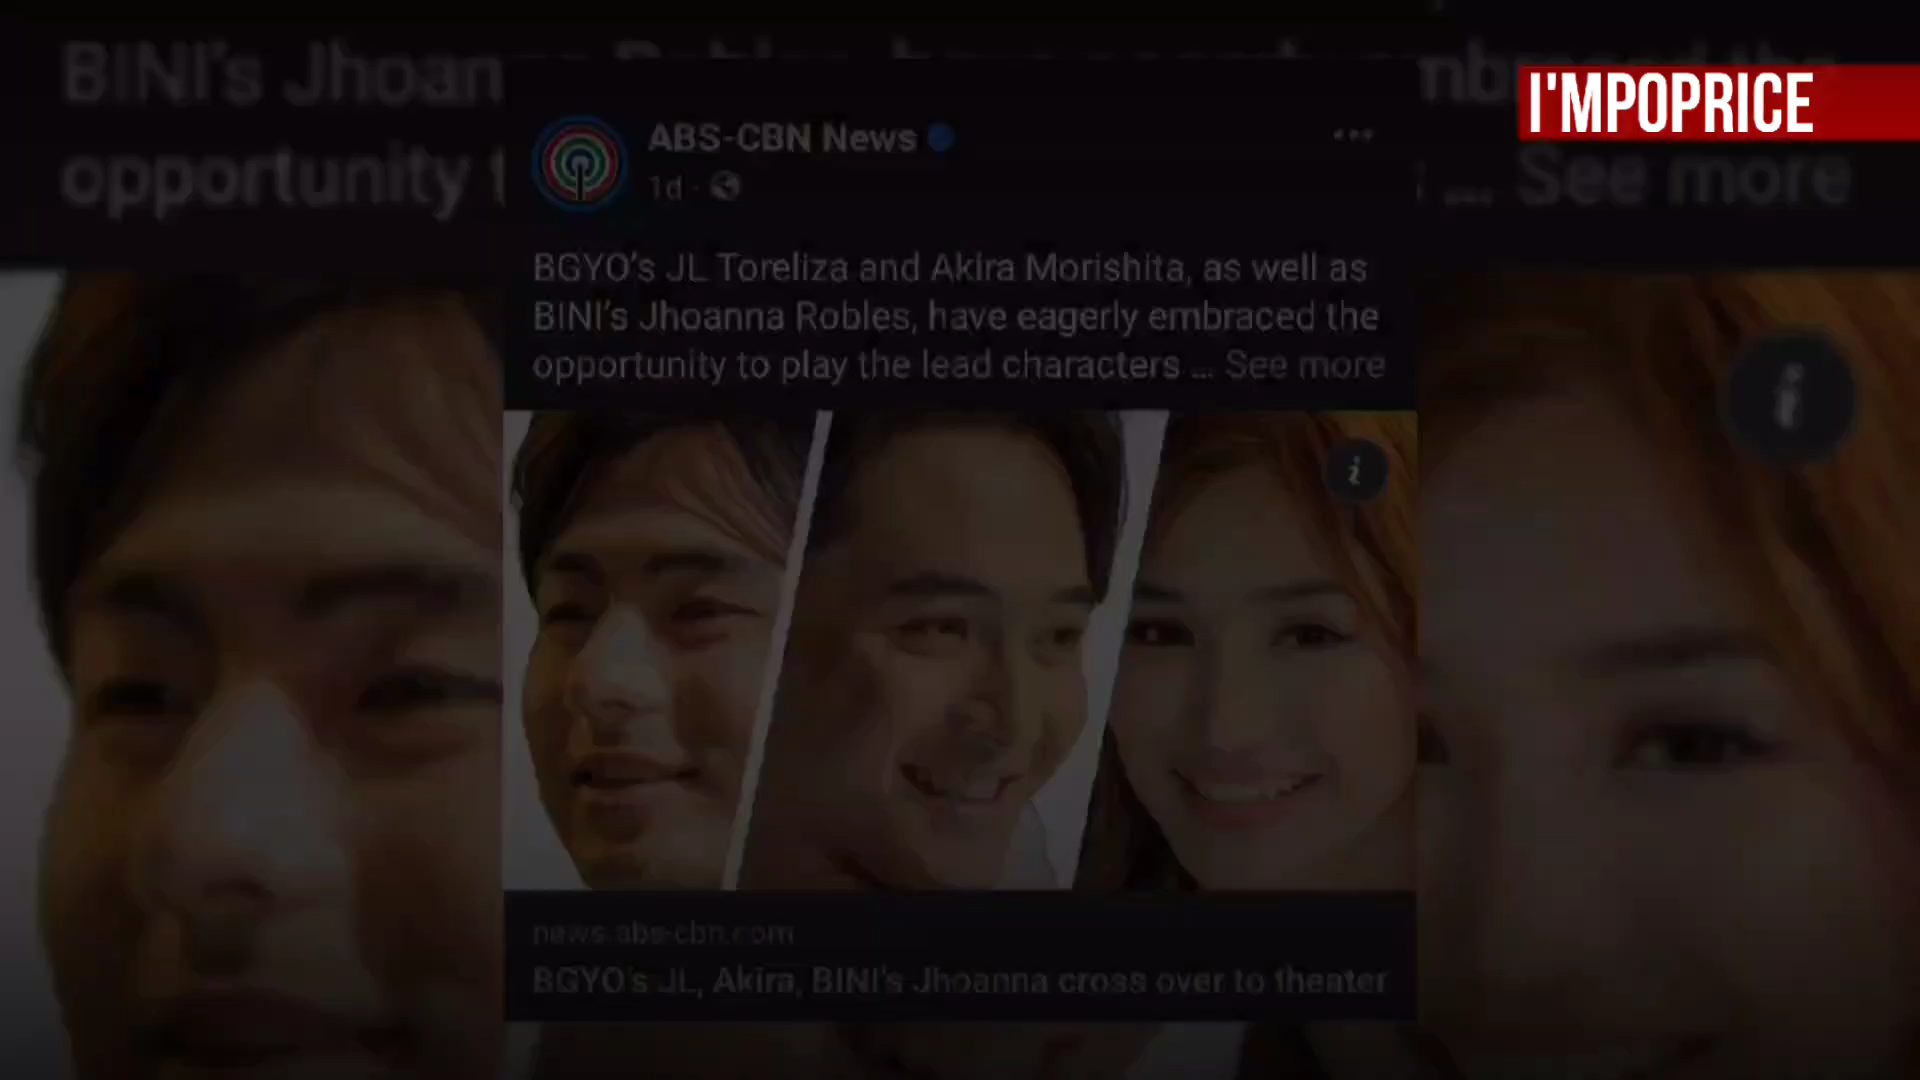 BINI's Jhoan
opportunity
... See more
I'MPOPRICE
ABS-CBN News
1d
BGYO's JL Toreliza and Akira Morishita, as well as
BINI's Jhoanna Robles, have eagerly embraced the
opportunity to play the lead characters ... See more
news.abs-cbn.com
BGYO's JL, Akira, BINI's Jhoanna cross over to theater